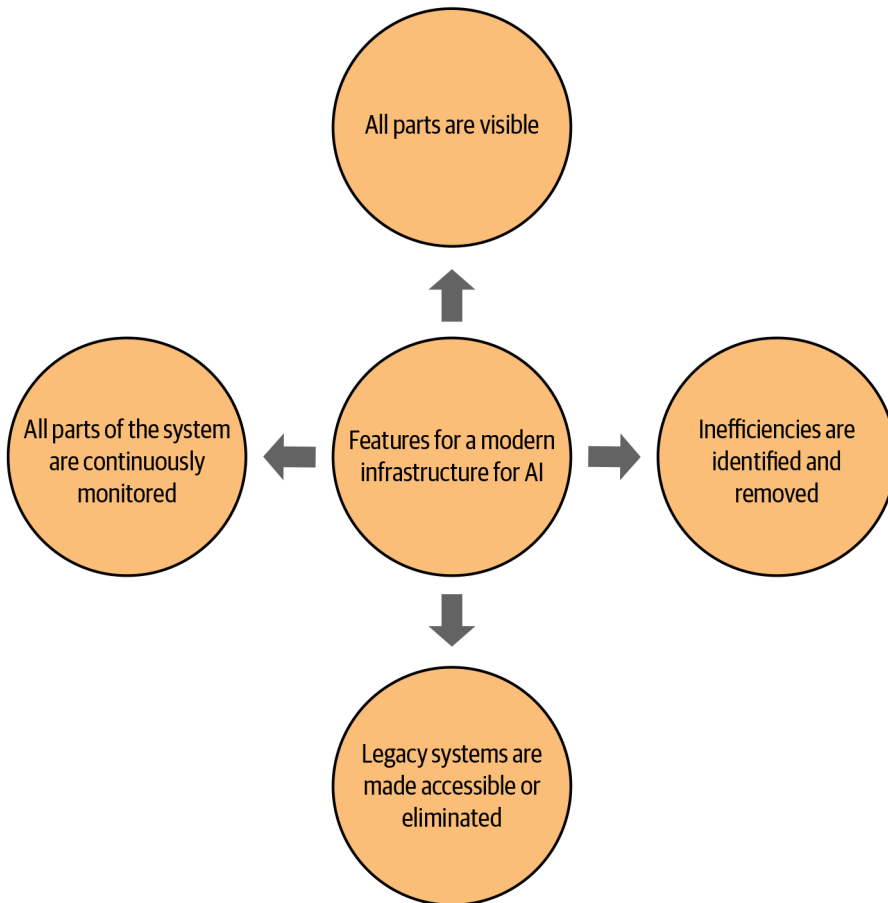 All parts are visible
All parts of the system
are continuously
monitored
Features for a modern
infrastructure for AI
Inefficiencies are
identified and
removed
Legacy systems are
made accessible or
eliminated